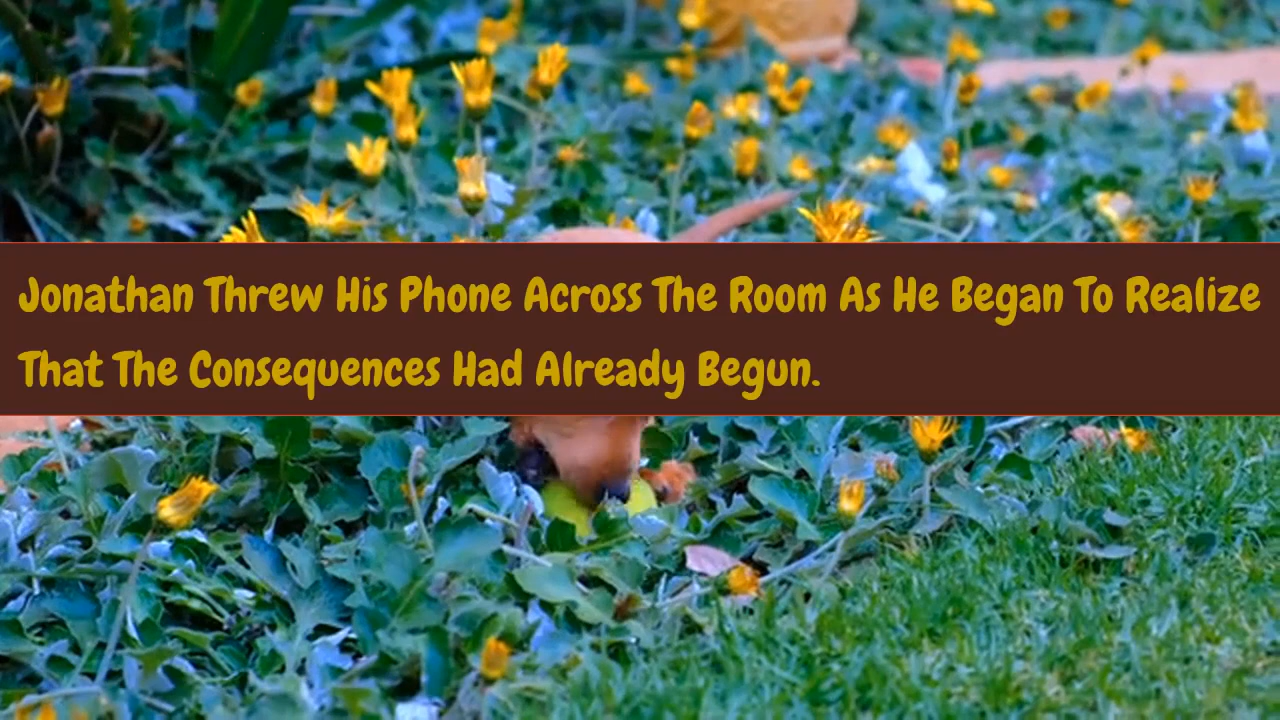 Jonathan Threw His Phone Across The Room As He Began To Realize
That The Consequences Had Already Begun.